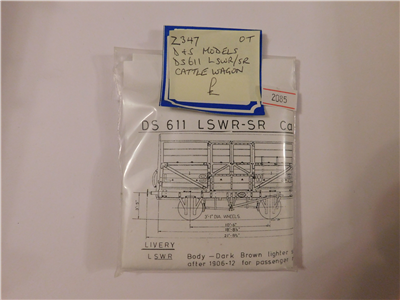 Z347 OT
D&S MODELS
DS611 LSWR/SR
CATTLE WAGON
2085
DS 611 LSWR-SR Ca
3'-1" DIA WHEELS
LIVERY
LSWR Body - Dark Brown lighter
after 1906-12 for passenger